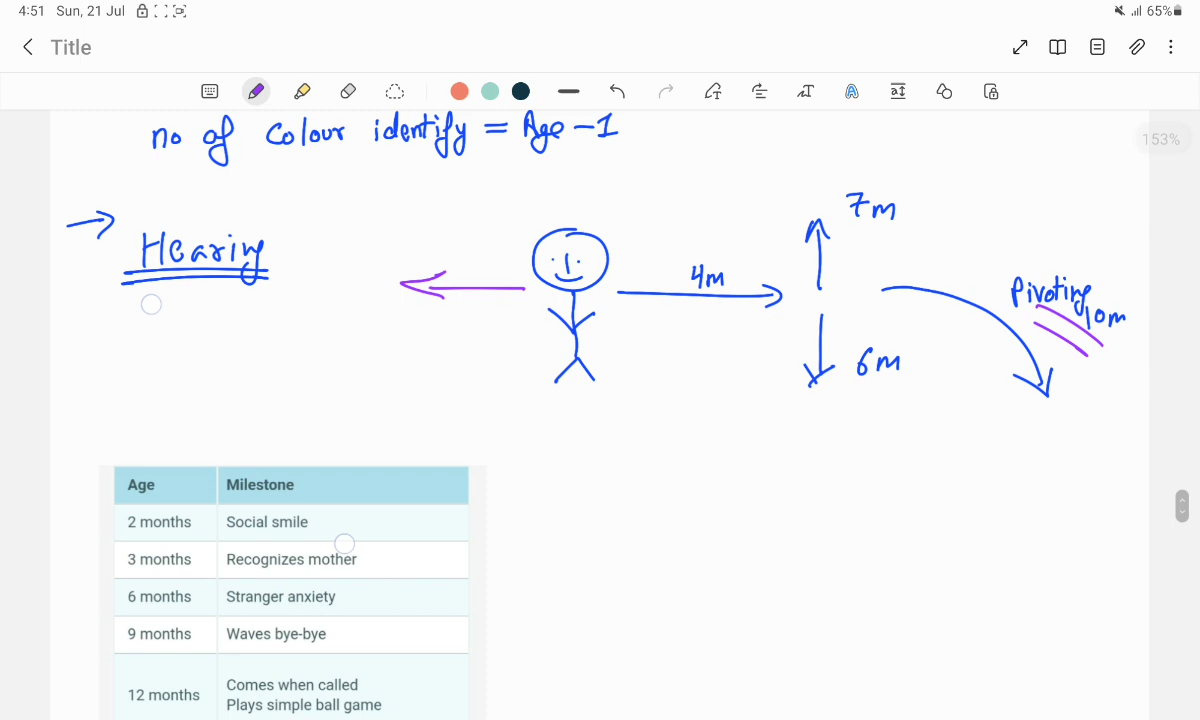 4:51 Sun, 21 Jul
65%
Title
153%
no of colour identify = Age -1
7m
Hearing
4m
Pivoting
10m
6m
Age Milestone
2 months Social smile
3 months Recognizes mother
6 months Stranger anxiety
9 months Waves bye-bye
12 months Comes when called
Plays simple ball game